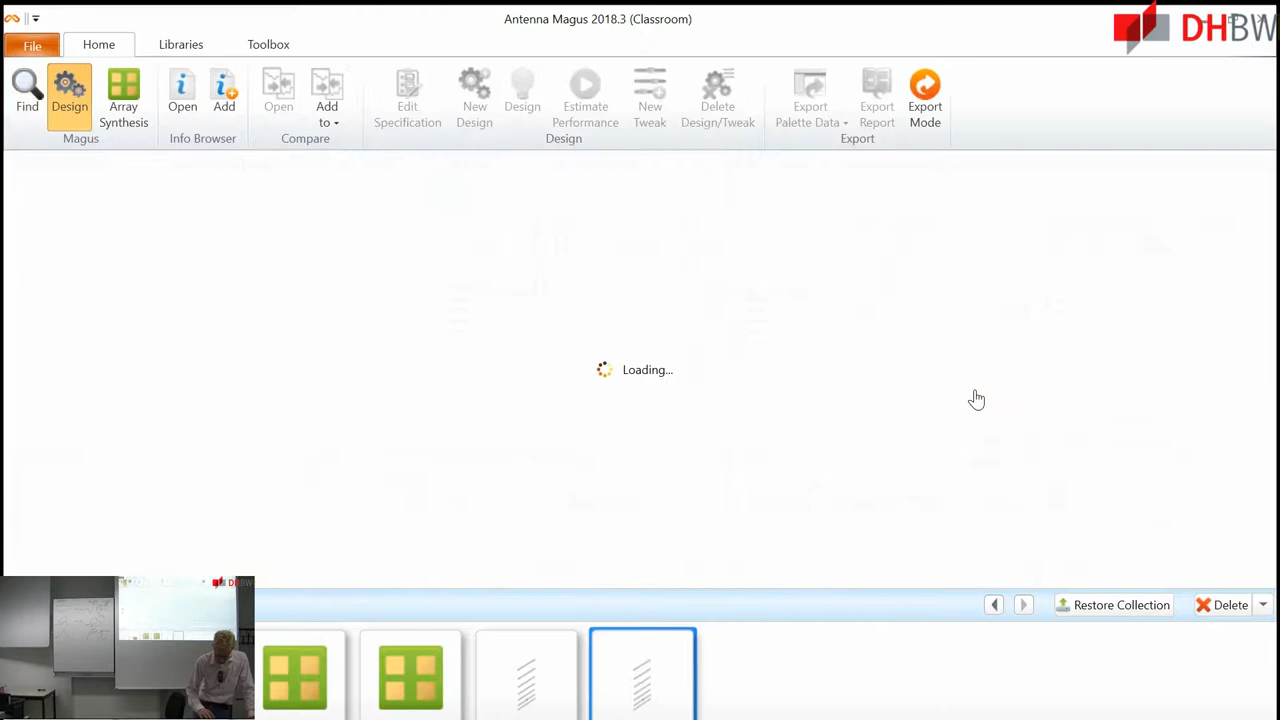 Antenna Magus 2018.3 (Classroom)
DHBW
File Home Libraries Toolbox
Find Design Array Synthesis Open Add Open Add to Edit Specification New Design Design Estimate Performance New Tweak Delete Design/Tweak Export Palette Data Export Report Export Mode
Magus Info Browser Compare Design Export
Loading...
Restore Collection Delete